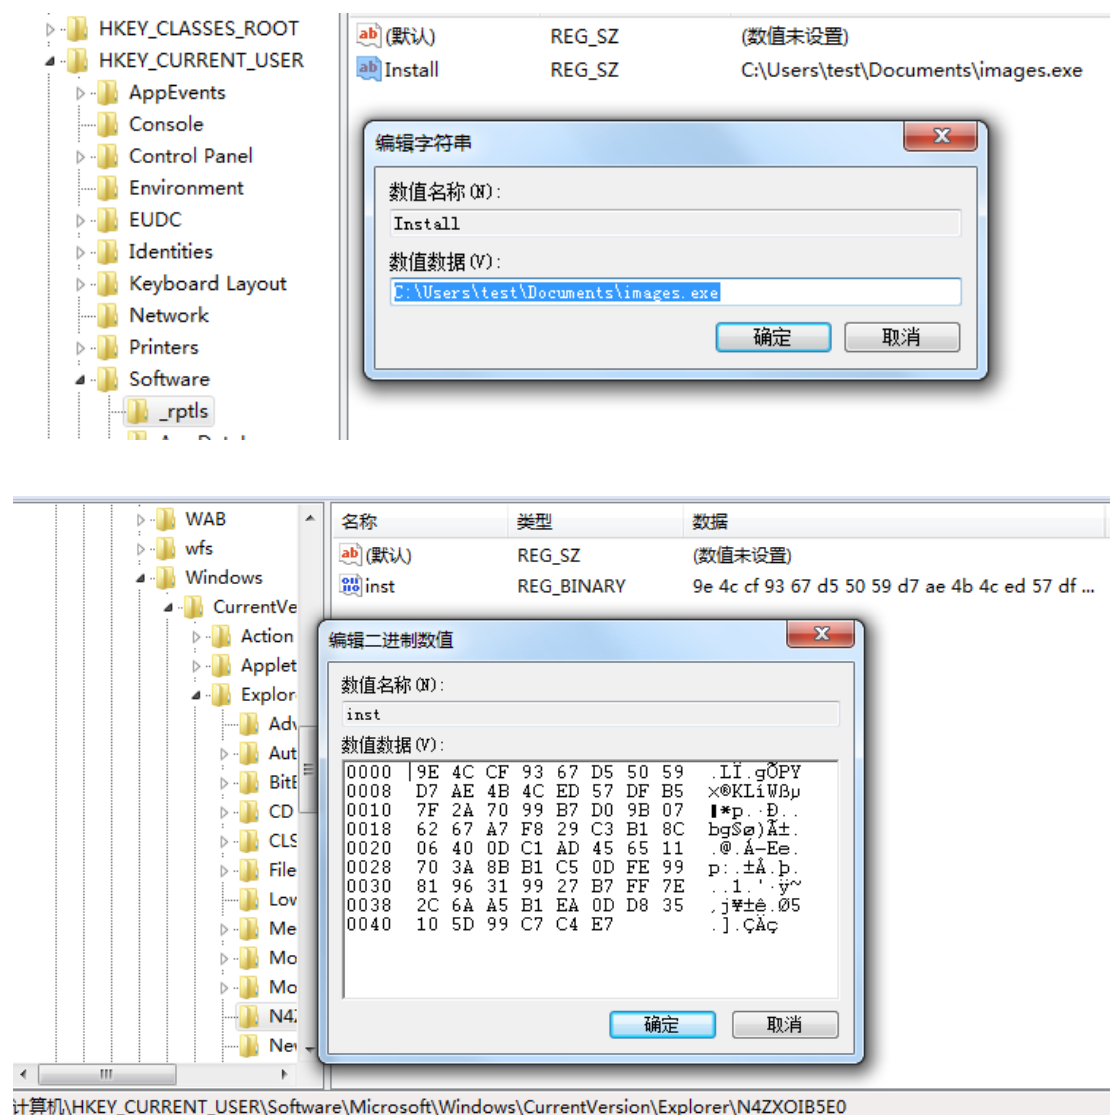 HKEY_CLASSES_ROOT
HKEY_CURRENT_USER
AppEvents
Console
Control Panel
Environment
EUDC
Identities
Keyboard Layout
Network
Printers
Software
_rptls
(默认) REG_SZ (数值未设置)
Install REG_SZ C:\Users\test\Documents\images.exe
编辑字符串
数值名称(N):
Install
数值数据(V):
C:\Users\test\Documents\images.exe
确定 取消
WAB
wfs
Windows
CurrentVe
Action
Applet
Explor
Adv
Aut
BitE
CD
CLS
File
Lov
Me
Mo
Mo
N4Z
Nev
名称 类型 数据
(默认) REG_SZ (数值未设置)
inst REG_BINARY 9e 4c cf 93 67 d5 50 59 d7 ae 4b 4c ed 57 df ...
编辑二进制数值
数值名称(N):
inst
数值数据(V):
0000 9E 4C CF 93 67 D5 50 59 .LÏ.gÕPY
0008 D7 AE 4B 4C ED 57 DF B5 ×®KLíWßµ
0010 7F 2A 70 99 B7 D0 9B 07 ▌*p.·Ð..
0018 62 67 A7 F8 29 C3 B1 8C bg§ø)Ã±.
0020 06 40 0D C1 AD 45 65 11 .@.Á-Ee.
0028 70 3A 8B B1 C5 0D FE 99 p:.±Å.þ.
0030 81 96 31 99 27 B7 FF 7E ..1.'·ÿ~
0038 2C 6A A5 B1 EA 0D D8 35 ,j¥±ê.Ø5
0040 10 5D 99 C7 C4 E7 .].ÇÄç
确定 取消
计算机\HKEY_CURRENT_USER\Software\Microsoft\Windows\CurrentVersion\Explorer\N4ZXOIB5E0